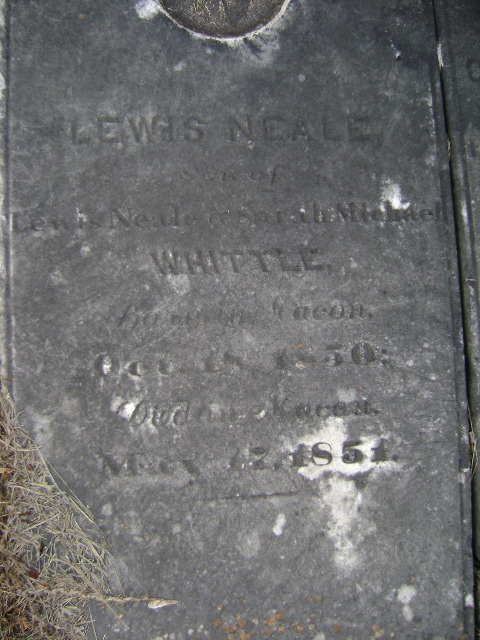 LEWIS NEALE,
Son of
Lewis Neale & Sarah Michael
WHITTLE,
Born in Macon.
Oct. 18, 1850;
Died in Macon.
May 17, 1851.